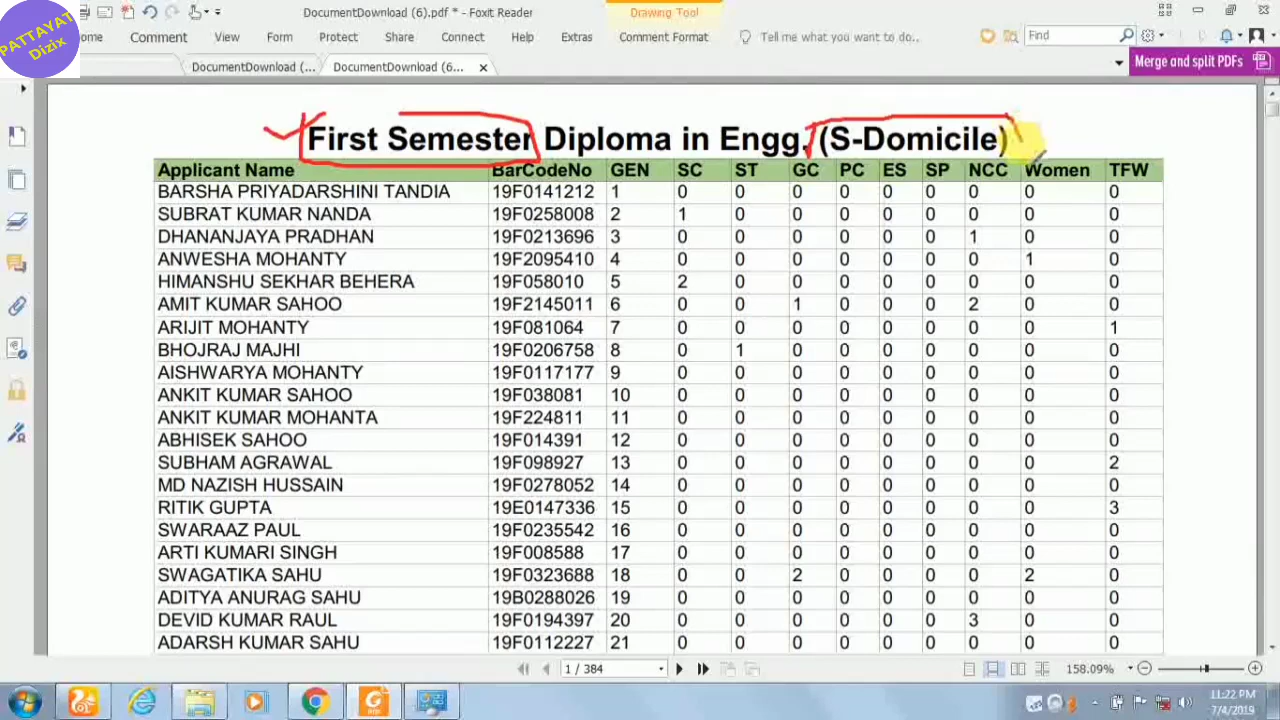 PATTAYAT
Dizix
DocumentDownload (6).pdf * - Foxit Reader
Drawing Tool
ome Comment View Form Protect Share Connect Help Extras Comment Format Tell me what you want to do.. Find
DocumentDownload (... DocumentDownload (6... Merge and split PDFs
First Semester Diploma in Engg. (S-Domicile)
Applicant Name BarCodeNo GEN SC ST GC PC ES SP NCC Women TFW
BARSHA PRIYADARSHINI TANDIA 19F0141212 1 0 0 0 0 0 0 0 0 0
SUBRAT KUMAR NANDA 19F0258008 2 1 0 0 0 0 0 0 0 0
DHANANJAYA PRADHAN 19F0213696 3 0 0 0 0 0 0 1 0 0
ANWESHA MOHANTY 19F2095410 4 0 0 0 0 0 0 0 1 0
HIMANSHU SEKHAR BEHERA 19F058010 5 2 0 0 0 0 0 0 0 0
AMIT KUMAR SAHOO 19F2145011 6 0 0 1 0 0 0 2 0 0
ARIJIT MOHANTY 19F081064 7 0 0 0 0 0 0 0 0 1
BHOJRAJ MAJHI 19F0206758 8 0 1 0 0 0 0 0 0 0
AISHWARYA MOHANTY 19F0117177 9 0 0 0 0 0 0 0 0 0
ANKIT KUMAR SAHOO 19F038081 10 0 0 0 0 0 0 0 0 0
ANKIT KUMAR MOHANTA 19F224811 11 0 0 0 0 0 0 0 0 0
ABHISEK SAHOO 19F014391 12 0 0 0 0 0 0 0 0 0
SUBHAM AGRAWAL 19F098927 13 0 0 0 0 0 0 0 0 2
MD NAZISH HUSSAIN 19F0278052 14 0 0 0 0 0 0 0 0 0
RITIK GUPTA 19E0147336 15 0 0 0 0 0 0 0 0 3
SWARAAZ PAUL 19F0235542 16 0 0 0 0 0 0 0 0 0
ARTI KUMARI SINGH 19F008588 17 0 0 0 0 0 0 0 0 0
SWAGATIKA SAHU 19F0323688 18 0 0 2 0 0 0 0 2 0
ADITYA ANURAG SAHU 19B0288026 19 0 0 0 0 0 0 0 0 0
DEVID KUMAR RAUL 19F0194397 20 0 0 0 0 0 0 3 0 0
ADARSH KUMAR SAHU 19F0112227 21 0 0 0 0 0 0 0 0 0
1 / 384 158.09%
11:22 PM
7/4/2019